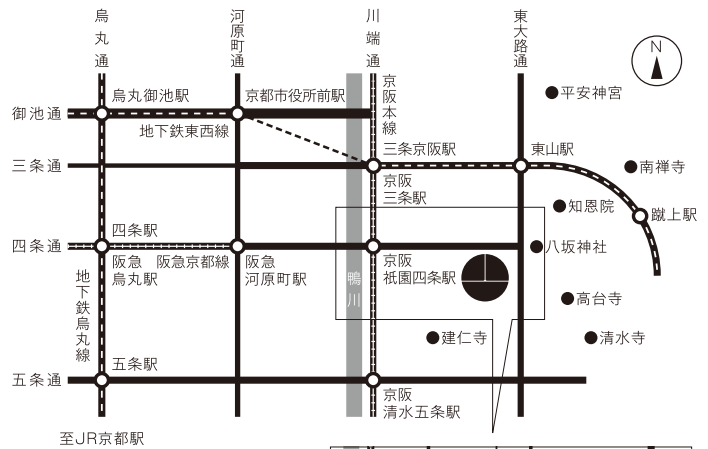 烏丸通
河原町通
川端通
東大路通
N
烏丸御池駅
京都市役所前駅
京阪本線
平安神宮
御池通
地下鉄東西線
三条京阪駅
東山駅
三条通
南禅寺
京阪
三条駅
知恩院
蹴上駅
四条駅
四条通
八坂神社
阪急
烏丸駅
阪急京都線
阪急
河原町駅
鴨川
京阪
祇園四条駅
地下鉄烏丸線
高台寺
建仁寺
清水寺
五条駅
五条通
京阪
清水五条駅
至JR京都駅